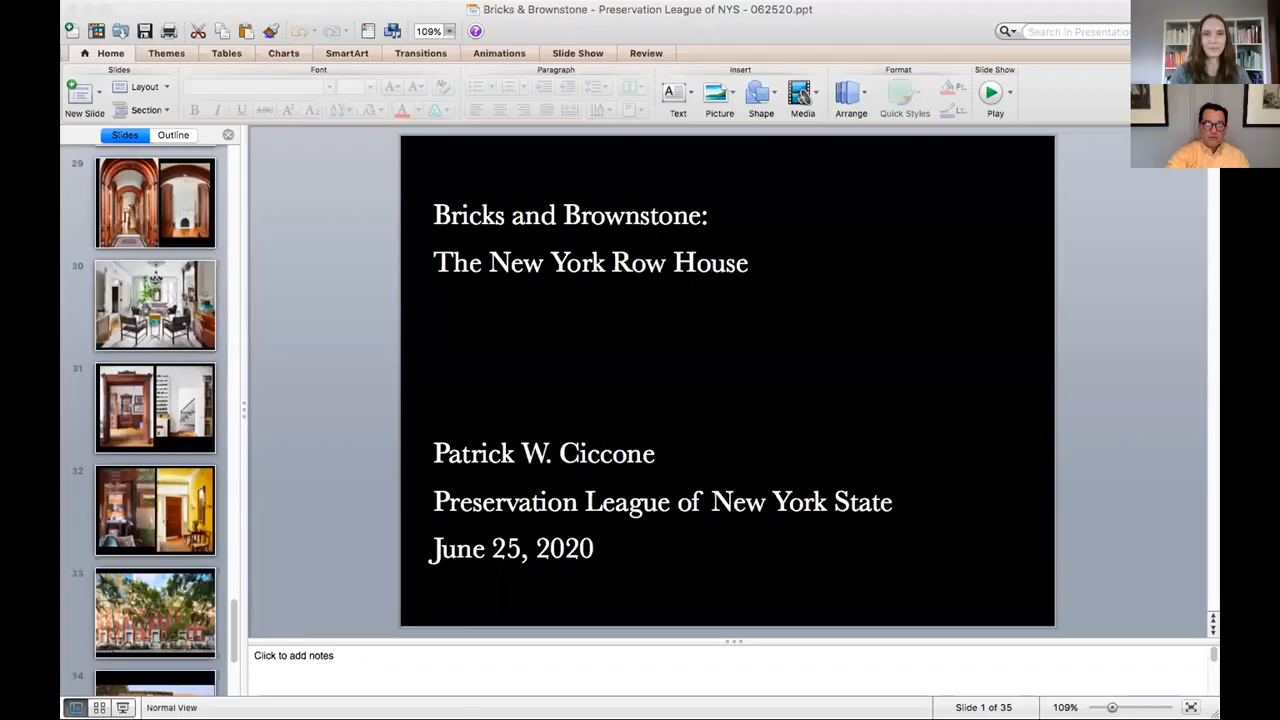 Bricks & Brownstone - Preservation League of NYS - 062520.ppt
109%
Search in Presentation
Home Themes Tables Charts SmartArt Transitions Animations Slide Show Review
Slides Font Paragraph Insert Format Slide Show
New Slide
Layout
Section
B I U ABC A² A₂
Text Picture Shape Media Arrange Quick Styles Play
Slides Outline
29
30
31
32
33
34
Bricks and Brownstone:
The New York Row House
Patrick W. Ciccone
Preservation League of New York State
June 25, 2020
Click to add notes
Normal View
Slide 1 of 35
109%